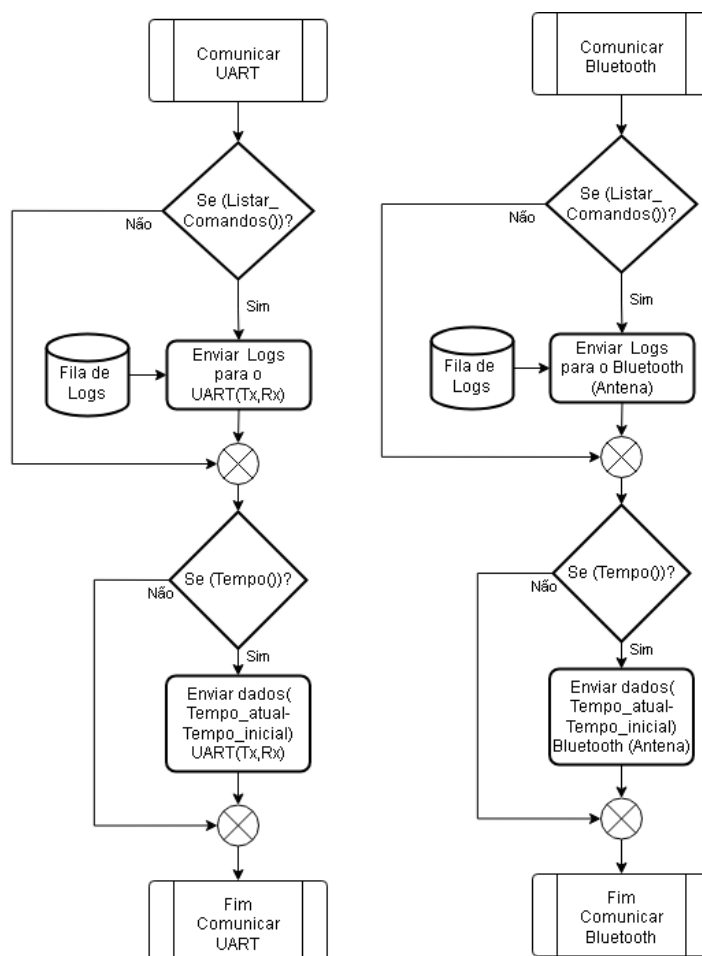 Comunicar
UART
Se (Listar_
Comandos())?
Não
Sim
Fila de
Logs
Enviar Logs
para o
UART(Tx,Rx)
Se (Tempo())?
Não
Sim
Enviar dados(
Tempo_atual-
Tempo_inicial)
UART(Tx,Rx)
Fim
Comunicar
UART
Comunicar
Bluetooth
Se (Listar_
Comandos())?
Não
Sim
Fila de
Logs
Enviar Logs
para o Bluetooth
(Antena)
Se (Tempo())?
Não
Sim
Enviar dados(
Tempo_atual-
Tempo_inicial)
Bluetooth (Antena)
Fim
Comunicar
Bluetooth